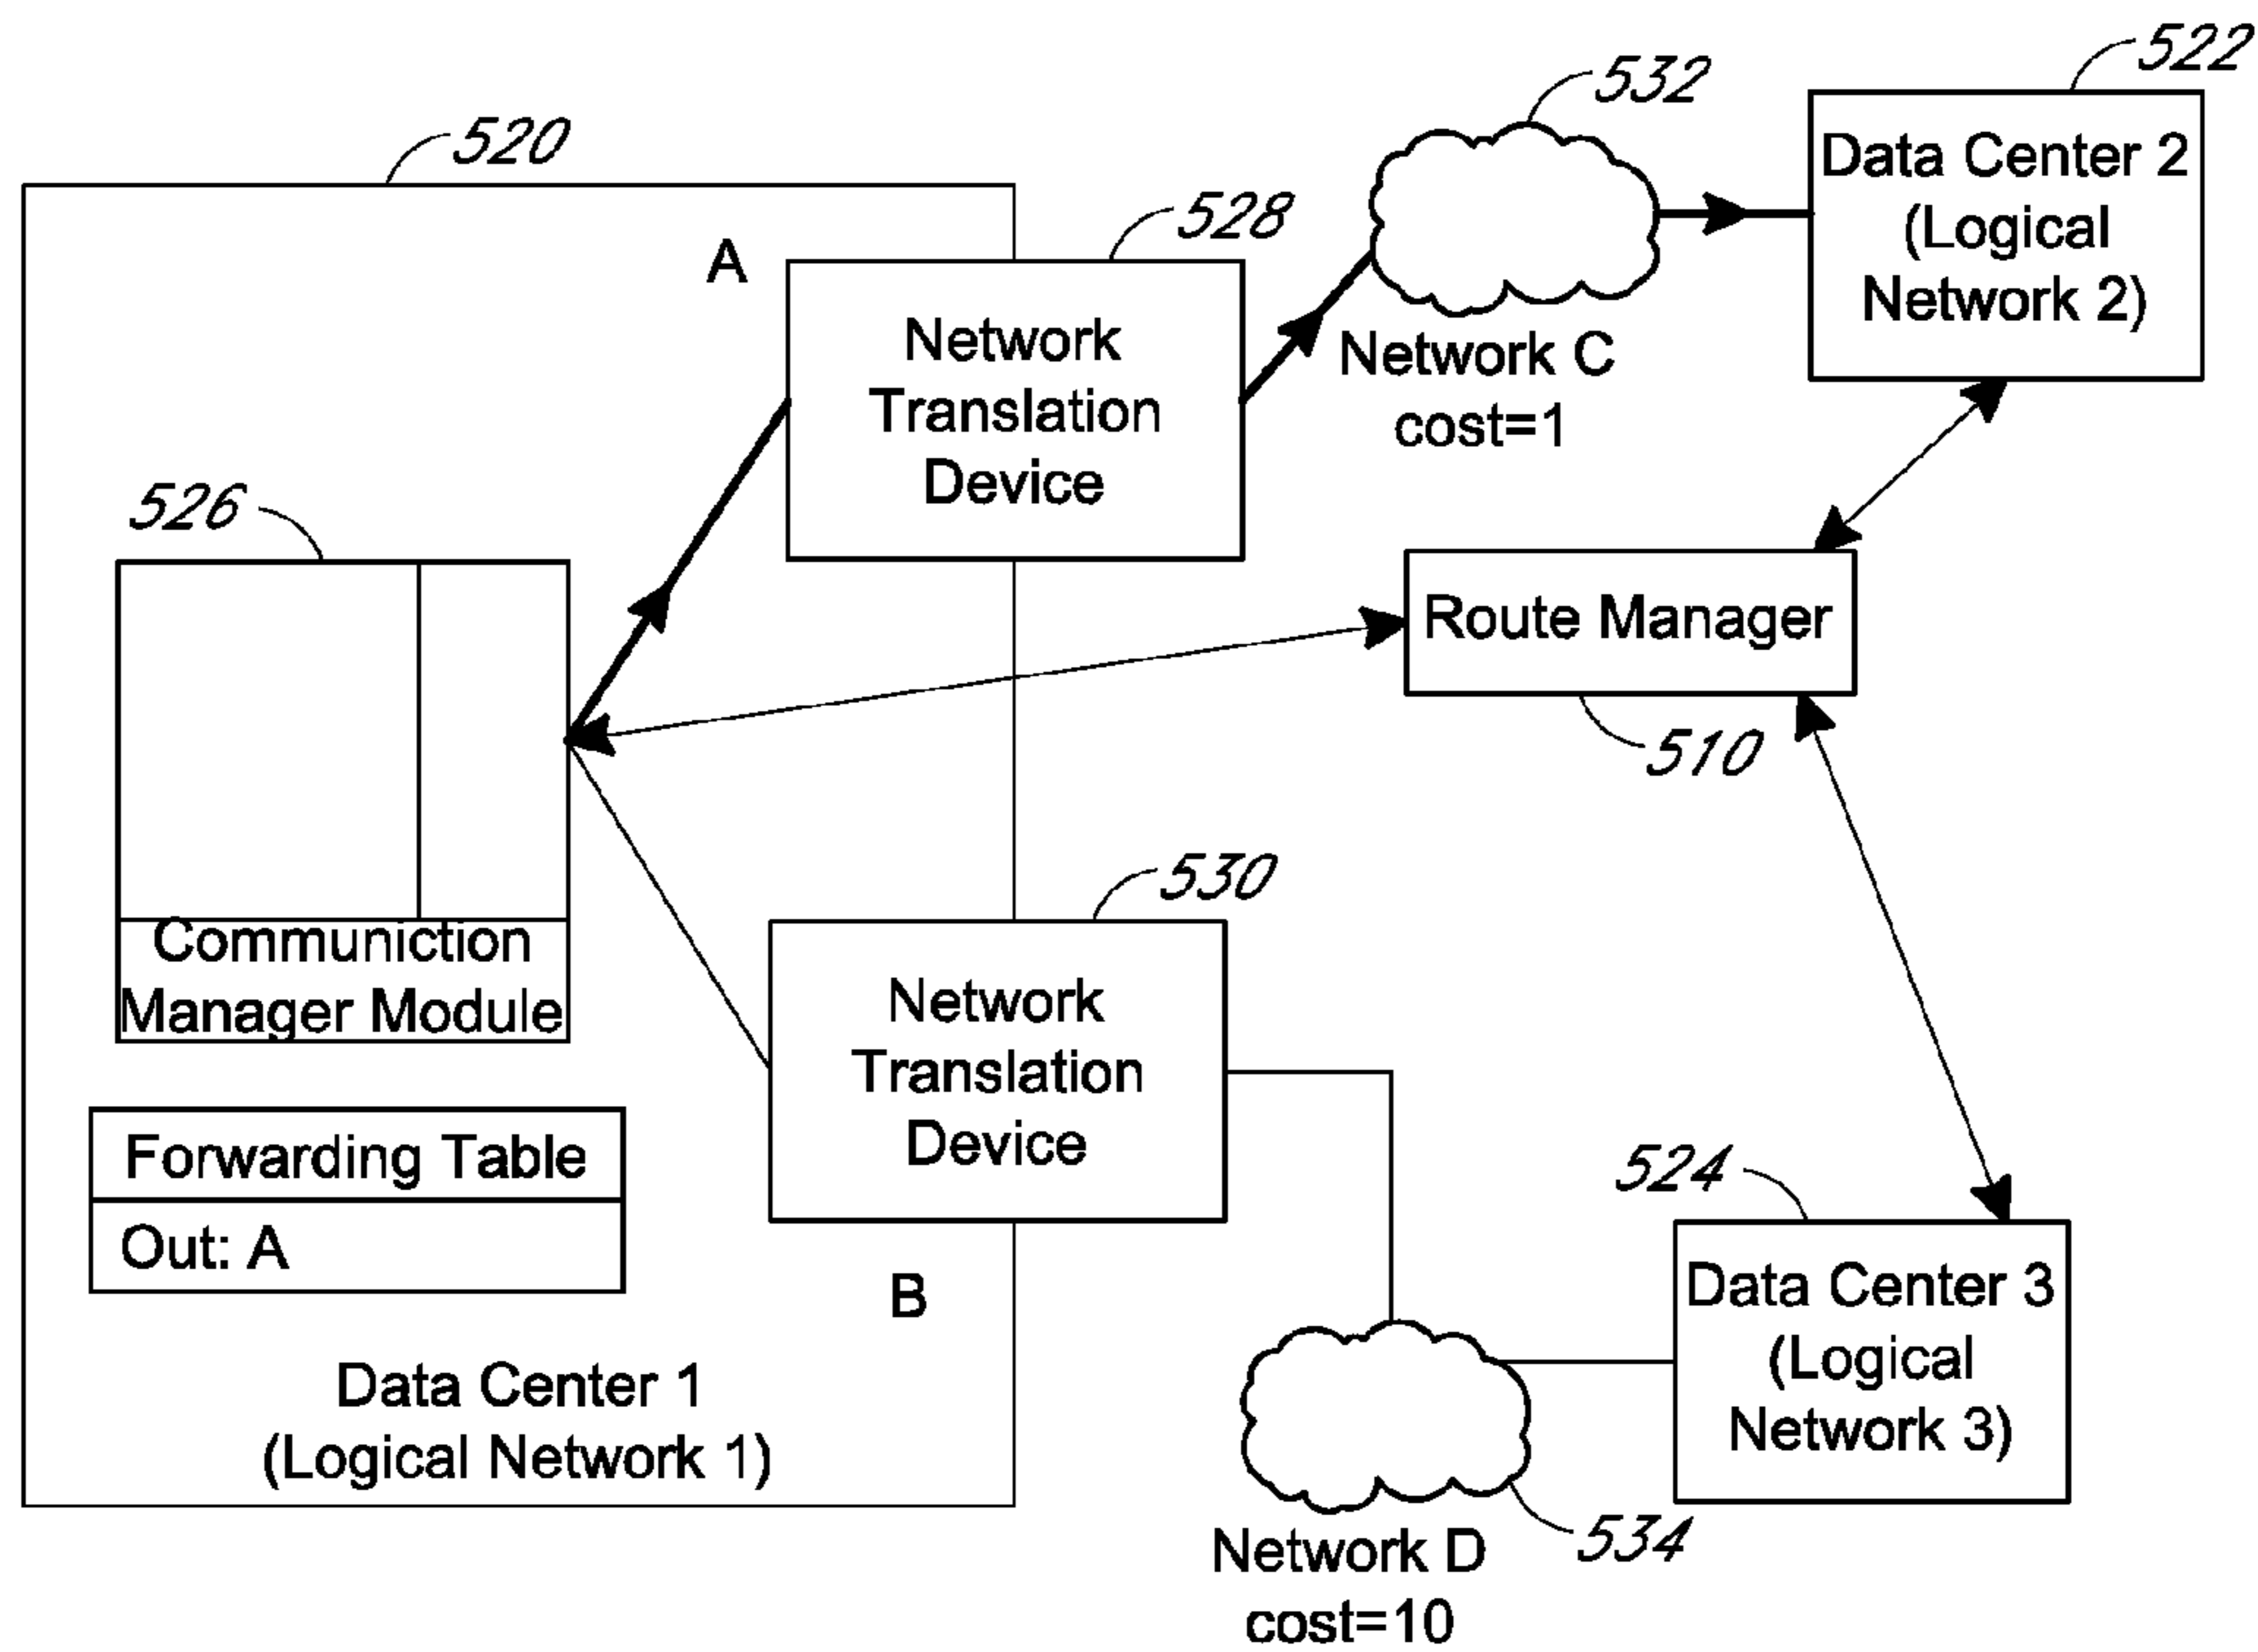 522
532
520
Data Center 2
(Logical
Network 2)
528
A
Network
Translation
Device
Network C
cost=1
526
Route Manager
510
530
Communiction
Manager Module
Network
Translation
Device
Forwarding Table
Out: A
524
B
Data Center 3
(Logical
Network 3)
Data Center 1
(Logical Network 1)
534
Network D
cost=10